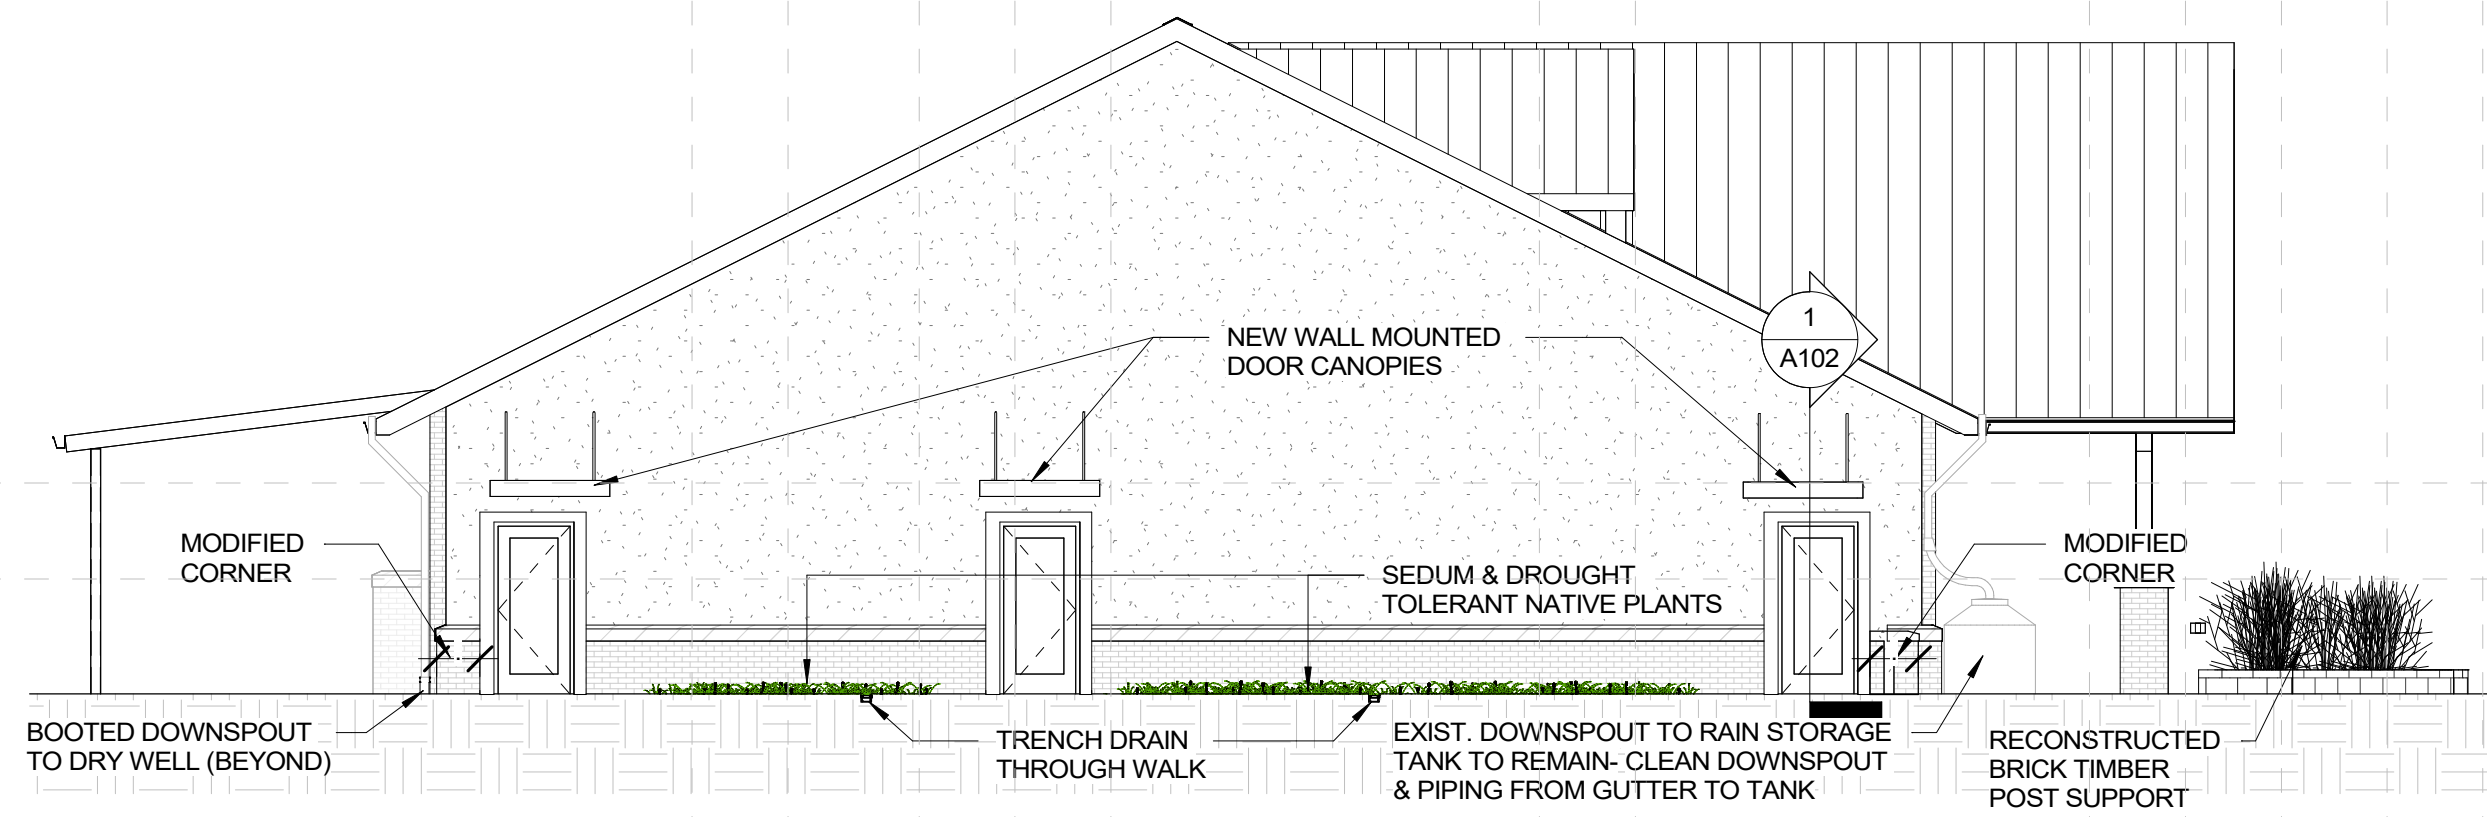 1
A102
NEW WALL MOUNTED
DOOR CANOPIES
MODIFIED
CORNER
SEDUM & DROUGHT
TOLERANT NATIVE PLANTS
MODIFIED
CORNER
BOOTED DOWNSPOUT
TO DRY WELL (BEYOND)
TRENCH DRAIN
THROUGH WALK
EXIST. DOWNSPOUT TO RAIN STORAGE
TANK TO REMAIN- CLEAN DOWNSPOUT
& PIPING FROM GUTTER TO TANK
RECONSTRUCTED
BRICK TIMBER
POST SUPPORT